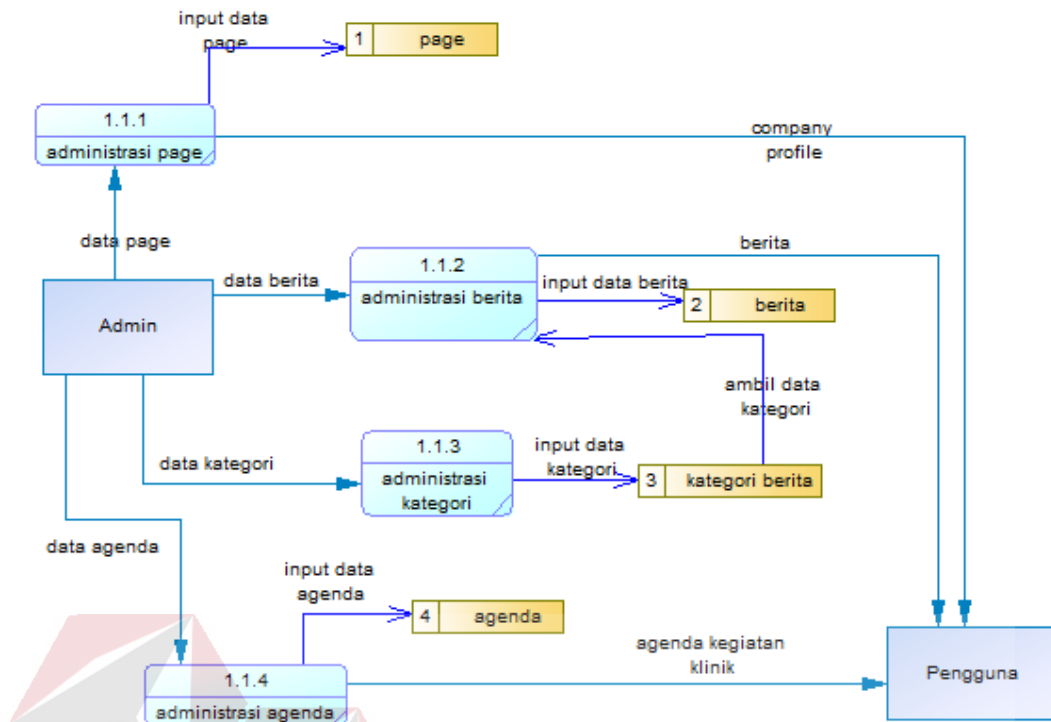 input data
page
1 page
1.1.1
administrasi page
company
profile
data page
berita
1.1.2
data berita
administrasi berita
input data berita
2 berita
Admin
ambil data
kategori
1.1.3
input data
kategori
data kategori
administrasi
kategori
3 kategori berita
data agenda
input data
agenda
4 agenda
agenda kegiatan
klinik
Pengguna
1.1.4
administrasi agenda